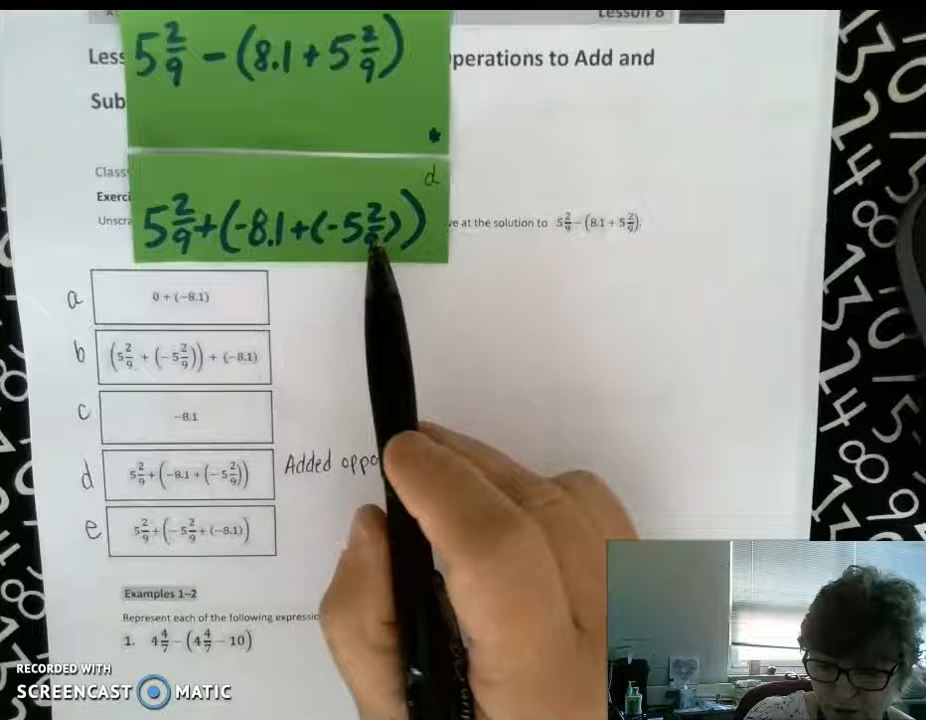 Lesson 8
5 2/9 - (8.1 + 5 2/9)
perations to Add and
Sub
d
Class
Exerci
5 2/9 + (-8.1 + (-5 2/9))
Unscra
ve at the solution to 5 2/9 − (8.1 + 5 2/9).
a 0 + (−8.1)
b (5 2/9 + (−5 2/9)) + (−8.1)
c −8.1
d 5 2/9 + (−8.1 + (−5 2/9)) Added oppo
e 5 2/9 + (−5 2/9 + (−8.1))
Examples 1–2
Represent each of the following expressio
1. 4 4/7 − (4 4/7 − 10)
RECORDED WITH
SCREENCAST MATIC